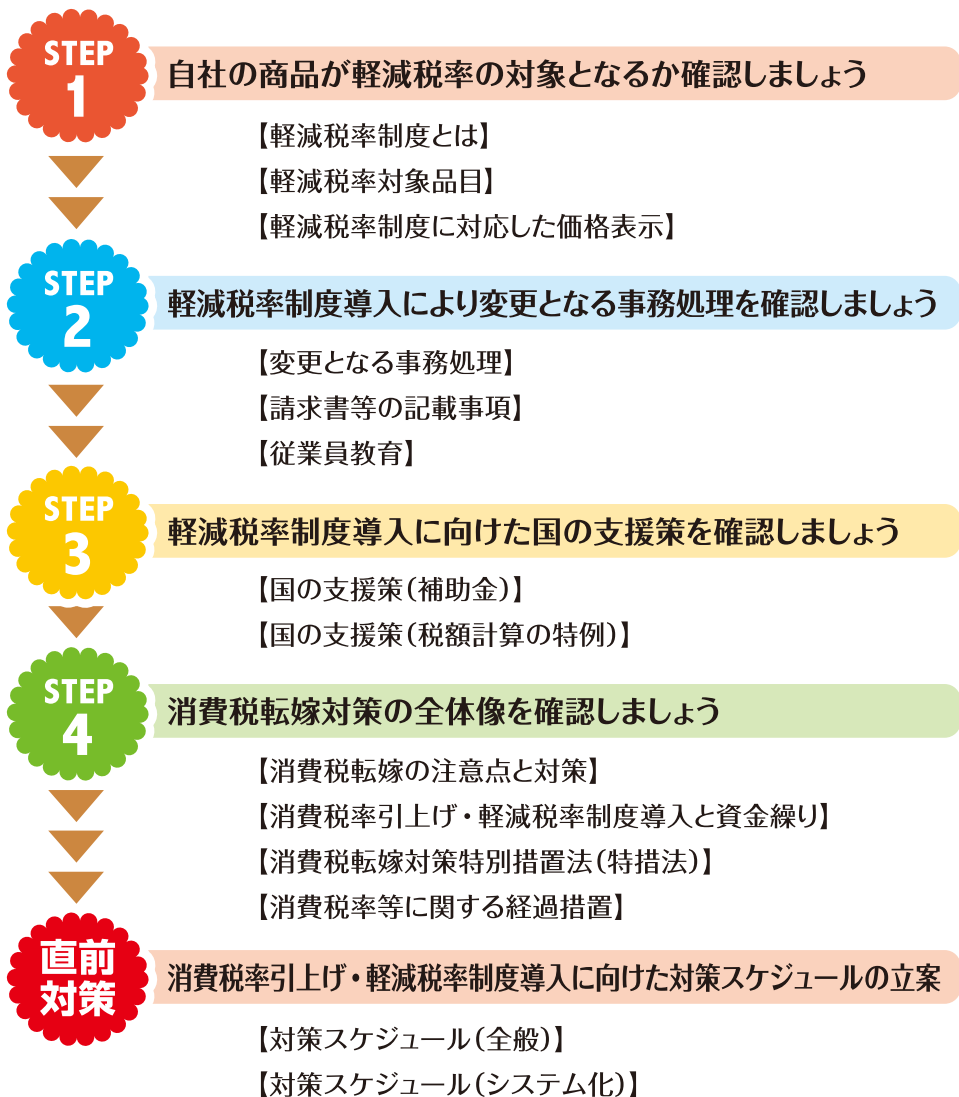 STEP
1
自社の商品が軽減税率の対象となるか確認しましょう
【軽減税率制度とは】
【軽減税率対象品目】
【軽減税率制度に対応した価格表示】
STEP
2
軽減税率制度導入により変更となる事務処理を確認しましょう
【変更となる事務処理】
【請求書等の記載事項】
【従業員教育】
STEP
3
軽減税率制度導入に向けた国の支援策を確認しましょう
【国の支援策(補助金)】
【国の支援策(税額計算の特例)】
STEP
4
消費税転嫁対策の全体像を確認しましょう
【消費税転嫁の注意点と対策】
【消費税率引上げ・軽減税率制度導入と資金繰り】
【消費税転嫁対策特別措置法(特措法)】
【消費税率等に関する経過措置】
直前
対策
消費税率引上げ・軽減税率制度導入に向けた対策スケジュールの立案
【対策スケジュール(全般)】
【対策スケジュール(システム化)】